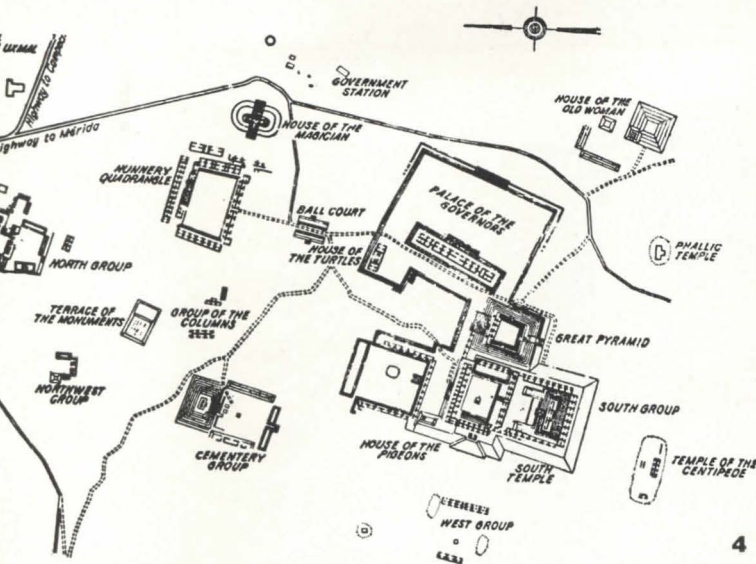 UXMAL
Highway to Campeche
Highway to Mérida
GOVERNMENT
STATION
HOUSE OF THE
OLD WOMAN
HOUSE OF THE
MAGICIAN
NUNNERY
QUADRANGLE
PALACE OF THE
GOVERNORS
BALL COURT
HOUSE OF
THE TURTLES
PHALLIC
TEMPLE
NORTH GROUP
TERRACE OF
THE MONUMENTS
GROUP OF THE
COLUMNS
GREAT PYRAMID
NORTHWEST
GROUP
SOUTH GROUP
CEMENTERY
GROUP
HOUSE OF THE
PIGEONS
SOUTH
TEMPLE
TEMPLE OF THE
CENTIPEDE
WEST GROUP
4